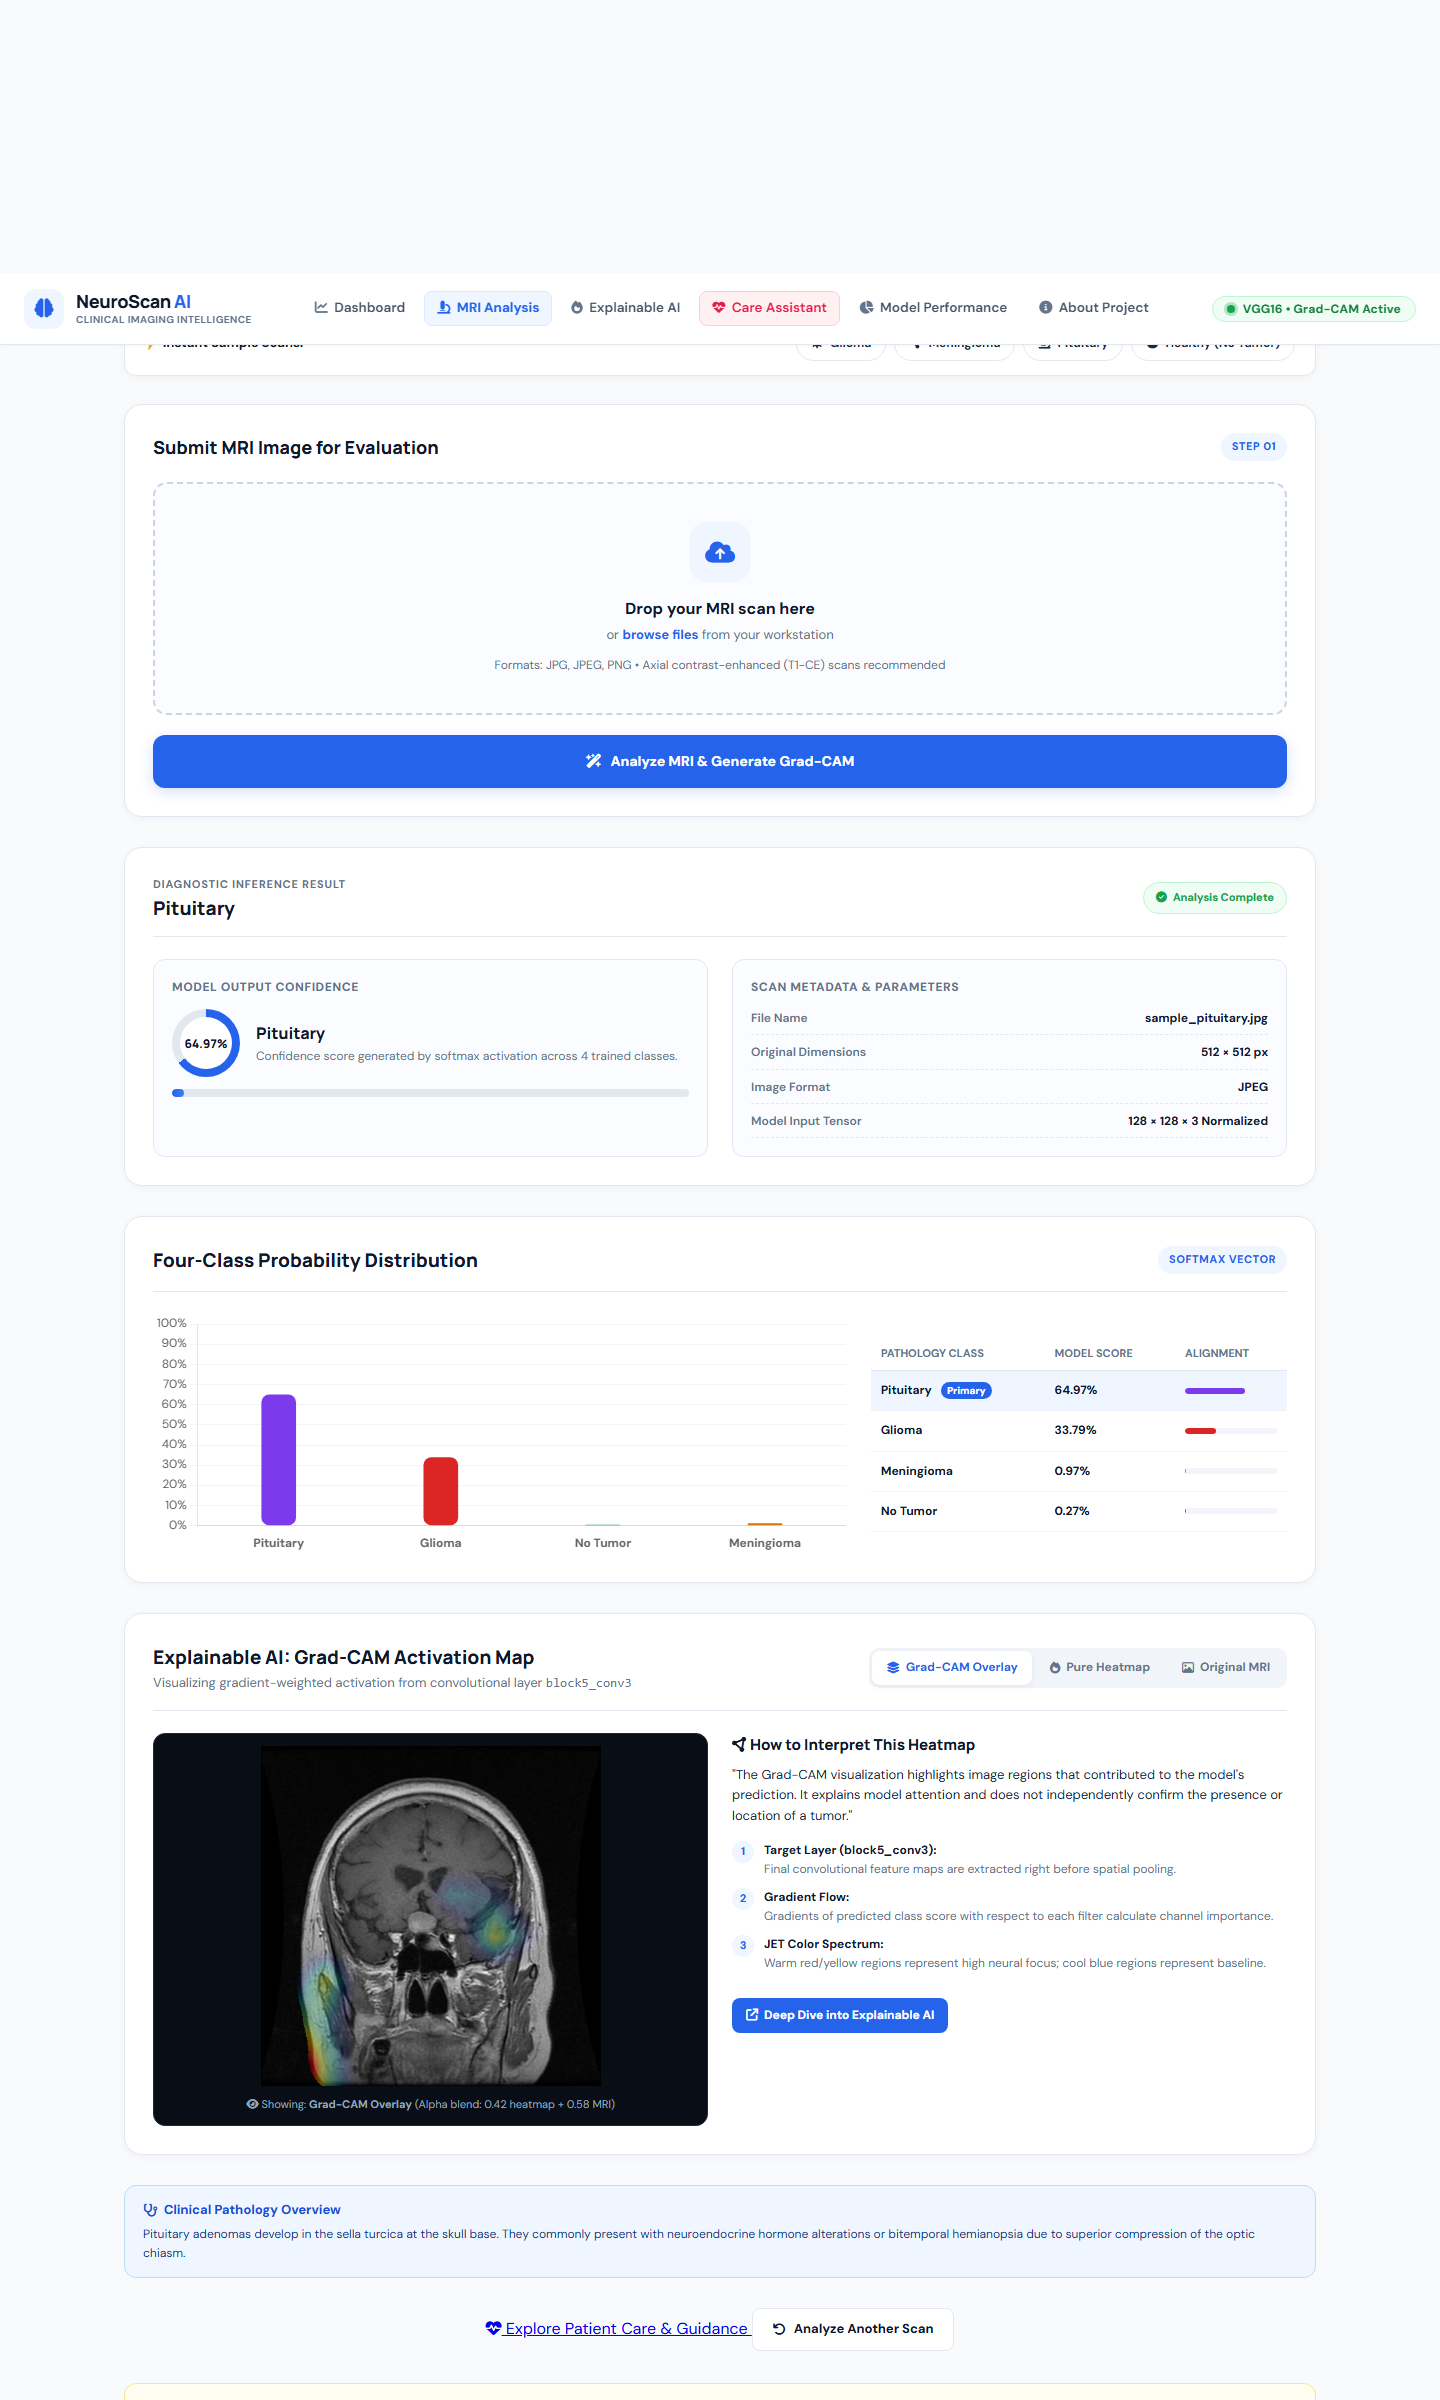 NeuroScan AI
CLINICAL IMAGING INTELLIGENCE
Dashboard
MRI Analysis
Explainable AI
Care Assistant
Model Performance
About Project
VGG16 • Grad-CAM Active
Submit MRI Image for Evaluation
STEP 01
Drop your MRI scan here
or browse files from your workstation
Formats: JPG, JPEG, PNG • Axial contrast-enhanced (T1-CE) scans recommended
Analyze MRI & Generate Grad-CAM
DIAGNOSTIC INFERENCE RESULT
Pituitary
Analysis Complete
MODEL OUTPUT CONFIDENCE
64.97%
Pituitary
Confidence score generated by softmax activation across 4 trained classes.
SCAN METADATA & PARAMETERS
File Name sample_pituitary.jpg
Original Dimensions 512 × 512 px
Image Format JPEG
Model Input Tensor 128 × 128 × 3 Normalized
Four-Class Probability Distribution
SOFTMAX VECTOR
100%
90%
80%
70%
60%
50%
40%
30%
20%
10%
0%
Pituitary Glioma No Tumor Meningioma
PATHOLOGY CLASS MODEL SCORE ALIGNMENT
Pituitary Primary 64.97%
Glioma 33.79%
Meningioma 0.97%
No Tumor 0.27%
Explainable AI: Grad-CAM Activation Map
Visualizing gradient-weighted activation from convolutional layer block5_conv3
Grad-CAM Overlay
Pure Heatmap
Original MRI
Showing: Grad-CAM Overlay (Alpha blend: 0.42 heatmap + 0.58 MRI)
How to Interpret This Heatmap
"The Grad-CAM visualization highlights image regions that contributed to the model's
prediction. It explains model attention and does not independently confirm the presence or
location of a tumor."
1 Target Layer (block5_conv3):
Final convolutional feature maps are extracted right before spatial pooling.
2 Gradient Flow:
Gradients of predicted class score with respect to each filter calculate channel importance.
3 JET Color Spectrum:
Warm red/yellow regions represent high neural focus; cool blue regions represent baseline.
Deep Dive into Explainable AI
Clinical Pathology Overview
Pituitary adenomas develop in the sella turcica at the skull base. They commonly present with neuroendocrine hormone alterations or bitemporal hemianopsia due to superior compression of the optic
chiasm.
Explore Patient Care & Guidance
Analyze Another Scan